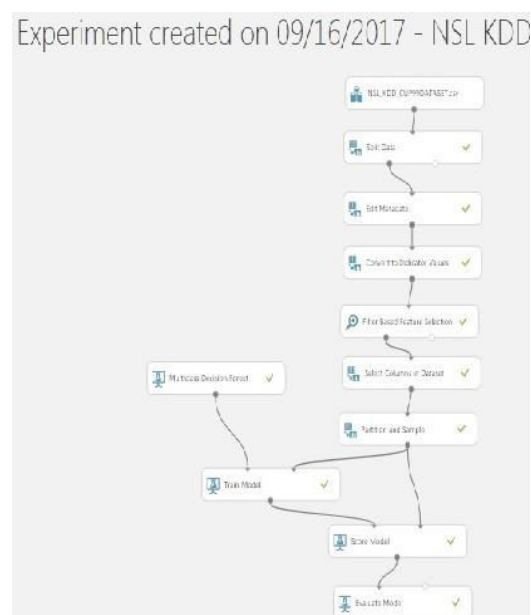 Experiment created on 09/16/2017 - NSL KDD
NSL_KDD_CUP99DATASET.csv
Split Data
Edit Metadata
Convert to Indicator Values
Filter Based Feature Selection
Select Columns in Dataset
Multiclass Decision Forest
Partition and Sample
Train Model
Score Model
Evaluate Model